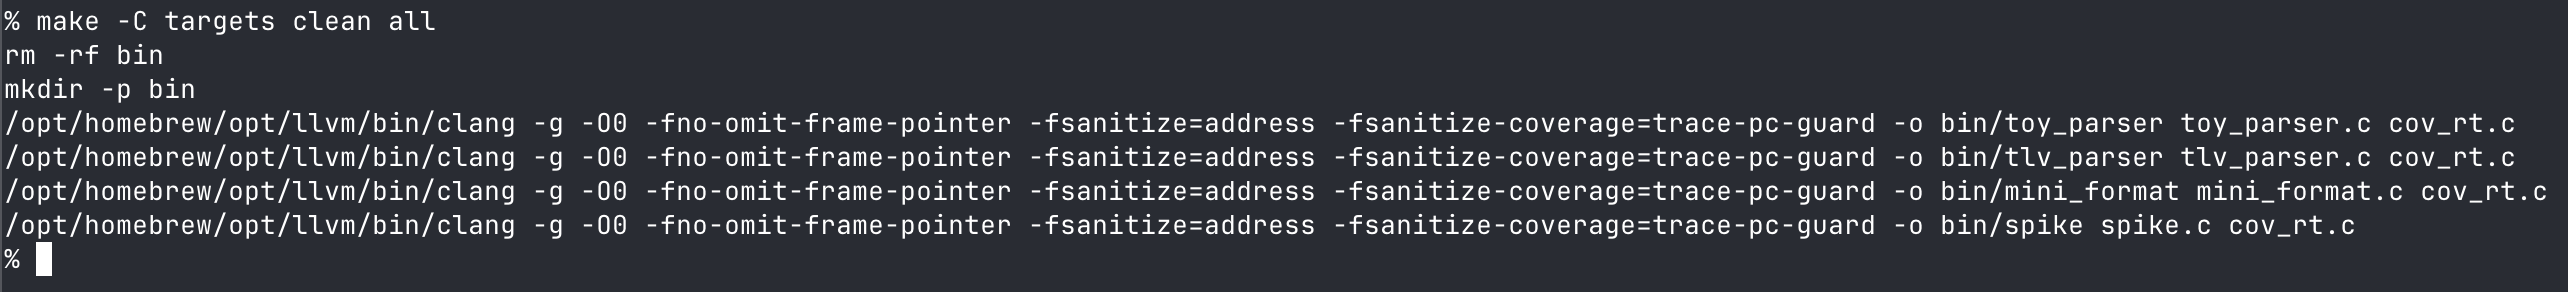 % make -C targets clean all
rm -rf bin
mkdir -p bin
/opt/homebrew/opt/llvm/bin/clang -g -O0 -fno-omit-frame-pointer -fsanitize=address -fsanitize-coverage=trace-pc-guard -o bin/toy_parser toy_parser.c cov_rt.c
/opt/homebrew/opt/llvm/bin/clang -g -O0 -fno-omit-frame-pointer -fsanitize=address -fsanitize-coverage=trace-pc-guard -o bin/tlv_parser tlv_parser.c cov_rt.c
/opt/homebrew/opt/llvm/bin/clang -g -O0 -fno-omit-frame-pointer -fsanitize=address -fsanitize-coverage=trace-pc-guard -o bin/mini_format mini_format.c cov_rt.c
/opt/homebrew/opt/llvm/bin/clang -g -O0 -fno-omit-frame-pointer -fsanitize=address -fsanitize-coverage=trace-pc-guard -o bin/spike spike.c cov_rt.c
%